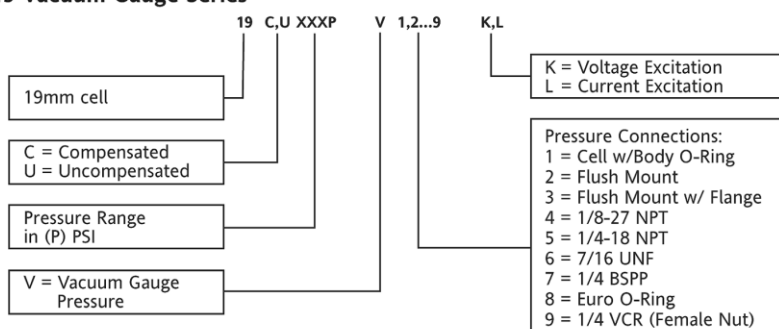 19 Vacuum Gauge Series
19 C,U XXXP V 1,2...9 K,L
19mm cell
C = Compensated
U = Uncompensated
Pressure Range
in (P) PSI
V = Vacuum Gauge
Pressure
K = Voltage Excitation
L = Current Excitation
Pressure Connections:
1 = Cell w/Body O-Ring
2 = Flush Mount
3 = Flush Mount w/ Flange
4 = 1/8-27 NPT
5 = 1/4-18 NPT
6 = 7/16 UNF
7 = 1/4 BSPP
8 = Euro O-Ring
9 = 1/4 VCR (Female Nut)